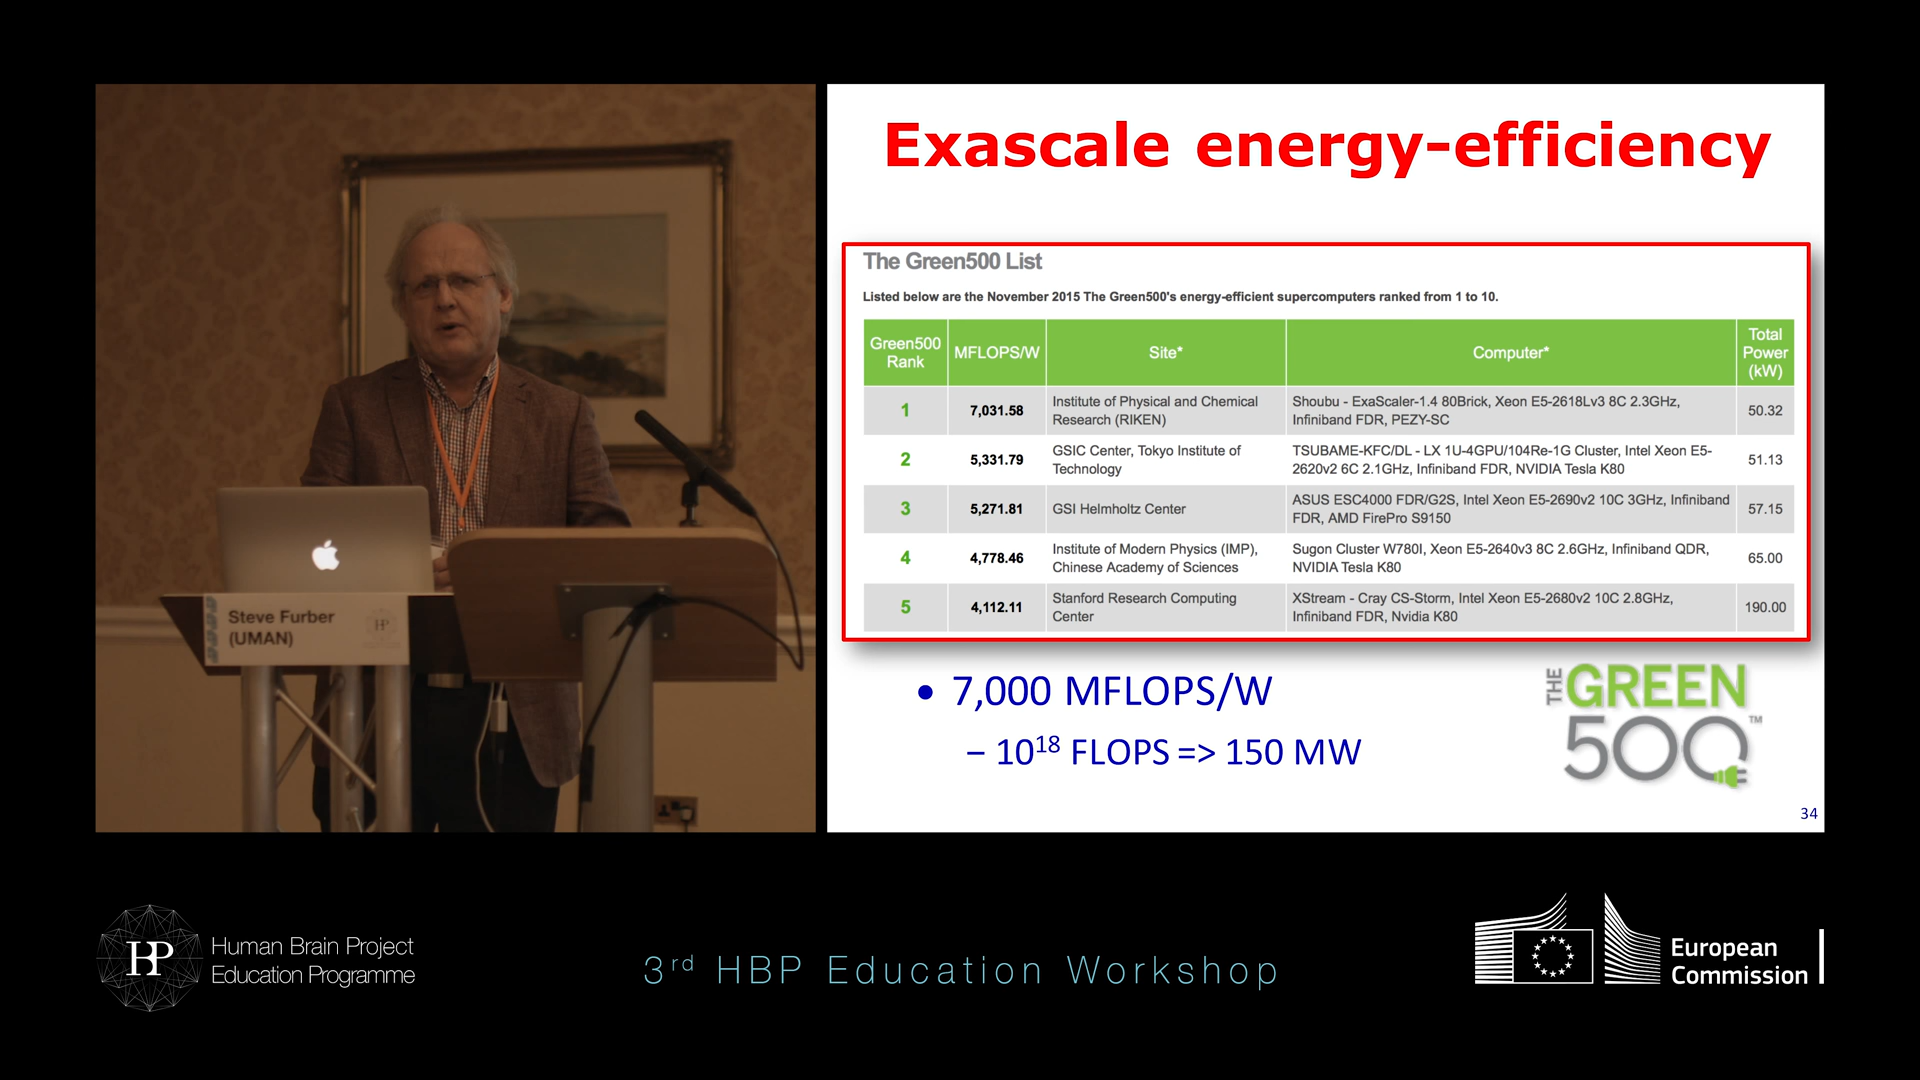 Steve Furber
(UMAN)
HP
Exascale energy-efficiency
The Green500 List
Listed below are the November 2015 The Green500's energy-efficient supercomputers ranked from 1 to 10.
Green500 Rank MFLOPS/W Site* Computer* Total Power (kW)
1 7,031.58 Institute of Physical and Chemical Research (RIKEN) Shoubu - ExaScaler-1.4 80Brick, Xeon E5-2618Lv3 8C 2.3GHz, Infiniband FDR, PEZY-SC 50.32
2 5,331.79 GSIC Center, Tokyo Institute of Technology TSUBAME-KFC/DL - LX 1U-4GPU/104Re-1G Cluster, Intel Xeon E5-2620v2 6C 2.1GHz, Infiniband FDR, NVIDIA Tesla K80 51.13
3 5,271.81 GSI Helmholtz Center ASUS ESC4000 FDR/G2S, Intel Xeon E5-2690v2 10C 3GHz, Infiniband FDR, AMD FirePro S9150 57.15
4 4,778.46 Institute of Modern Physics (IMP), Chinese Academy of Sciences Sugon Cluster W780I, Xeon E5-2640v3 8C 2.6GHz, Infiniband QDR, NVIDIA Tesla K80 65.00
5 4,112.11 Stanford Research Computing Center XStream - Cray CS-Storm, Intel Xeon E5-2680v2 10C 2.8GHz, Infiniband FDR, Nvidia K80 190.00
• 7,000 MFLOPS/W
– 10¹⁸ FLOPS => 150 MW
THE GREEN
500™
34
HP
Human Brain Project
Education Programme
3rd HBP Education Workshop
European
Commission